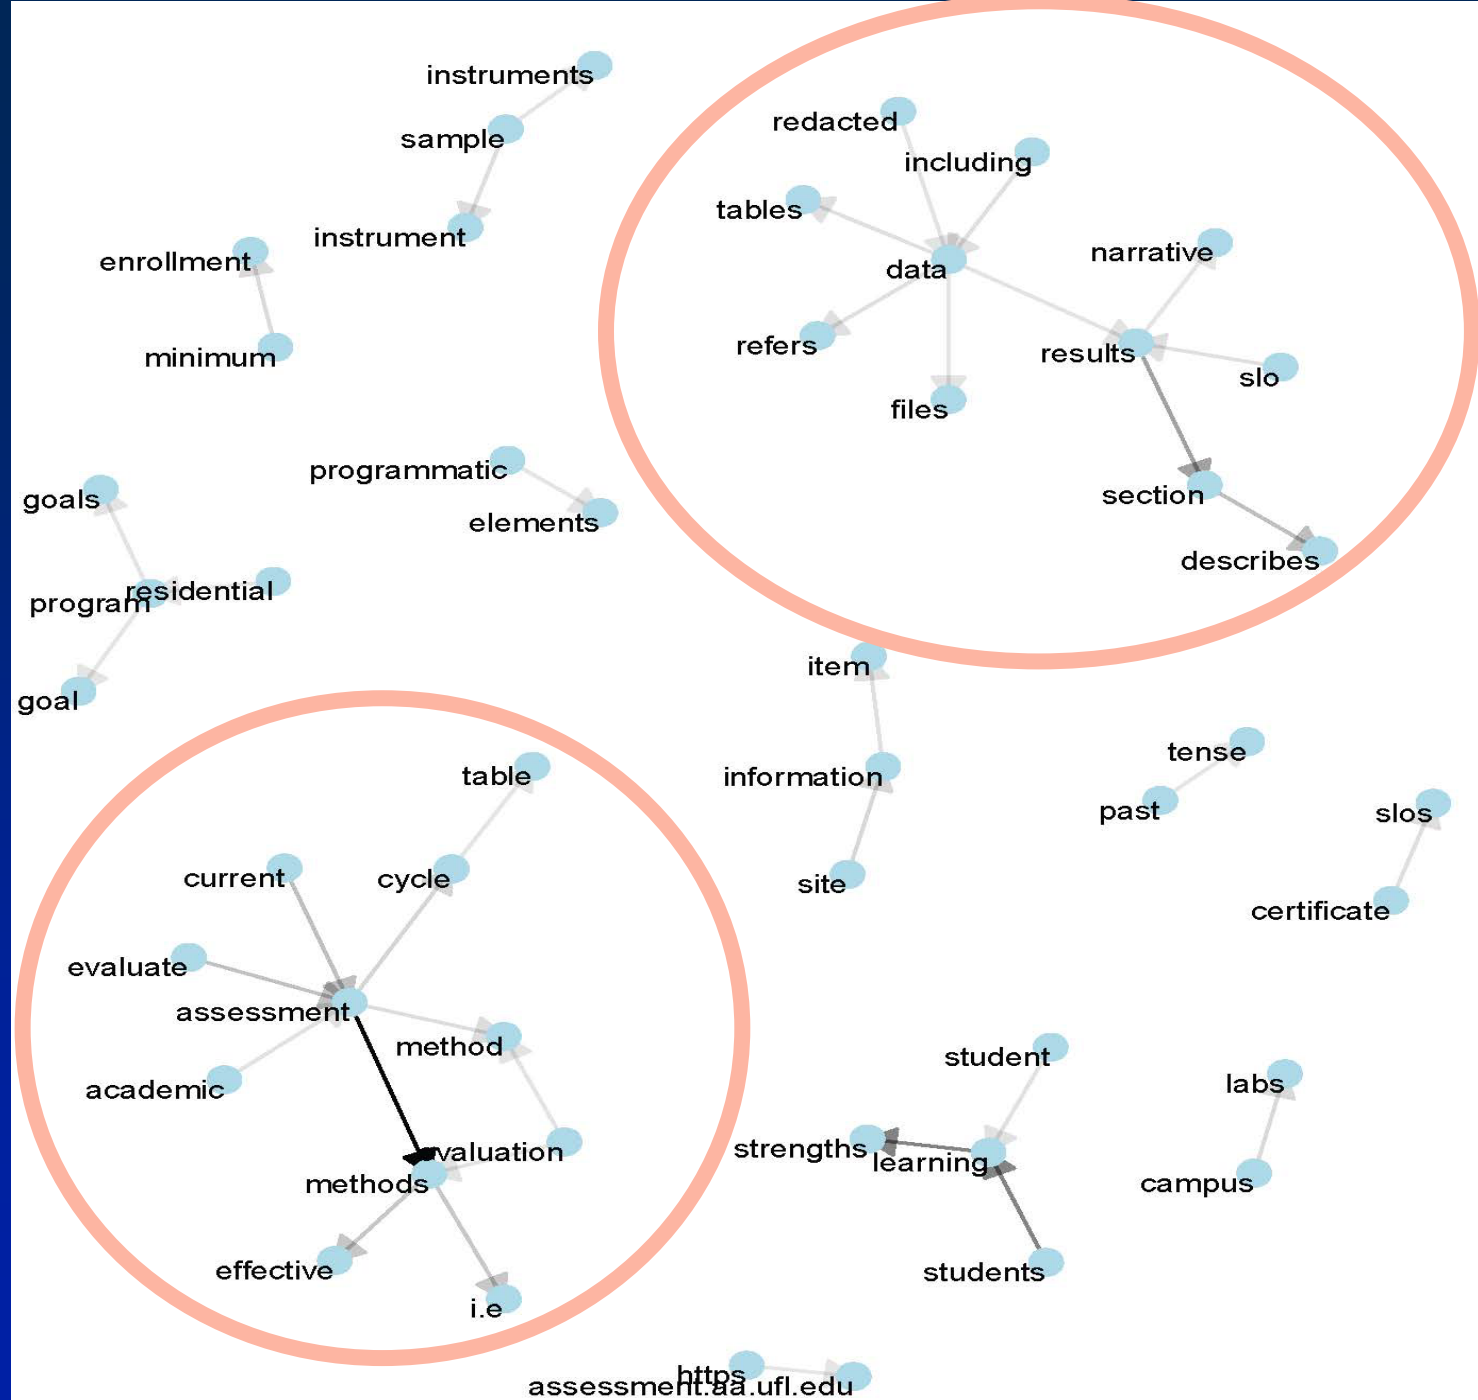 instruments
redacted
sample
including
tables
instrument
narrative
enrollment
data
refers
results
minimum
slo
files
programmatic
section
goals
elements
describes
residential
program
item
goal
table
information
tense
past
slos
current
cycle
site
certificate
evaluate
assessment
method
student
academic
labs
evaluation
strengths
learning
methods
campus
effective
students
i.e
https
assessment.aa.ufl.edu